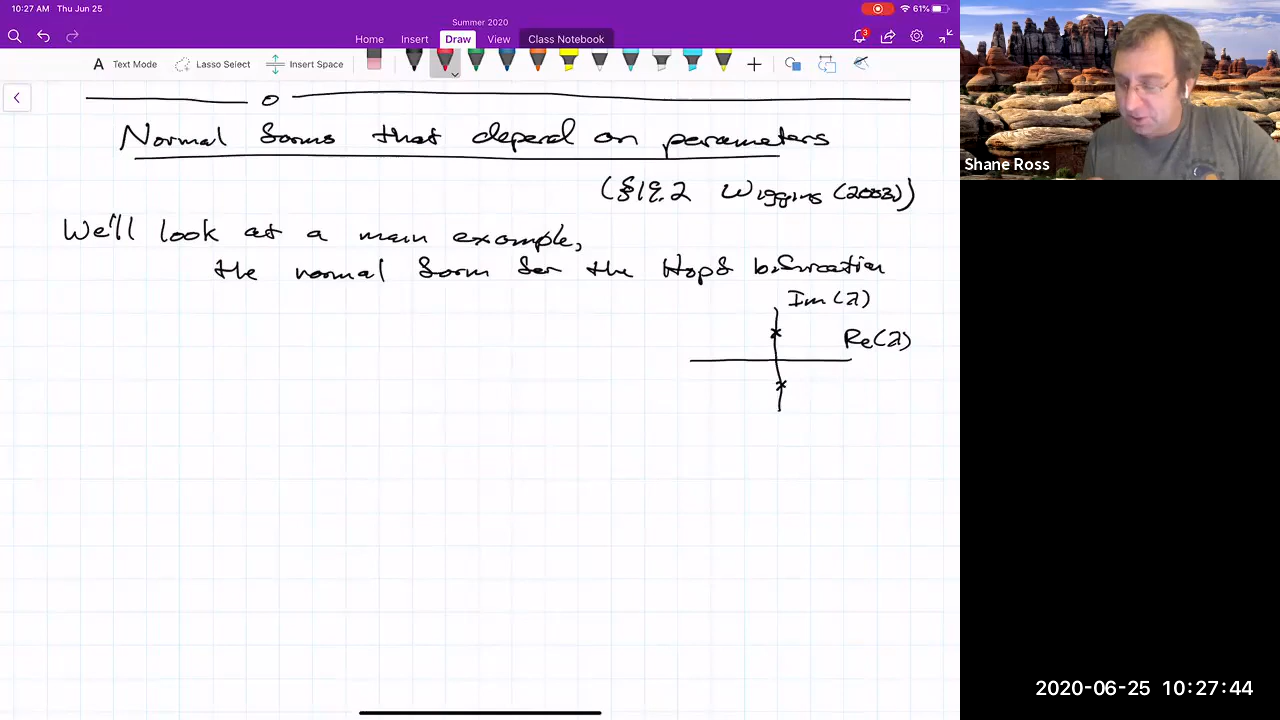 10:27 AM Thu Jun 25
61%
Summer 2020
Home Insert Draw View Class Notebook
3
Text Mode Lasso Select Insert Space
Normal forms that depend on parameters
(§19.2 Wiggins (2003))
We'll look at a main example,
the normal form for the Hopf bifurcation
Im(λ)
Re(λ)
Shane Ross
2020-06-25 10:27:44